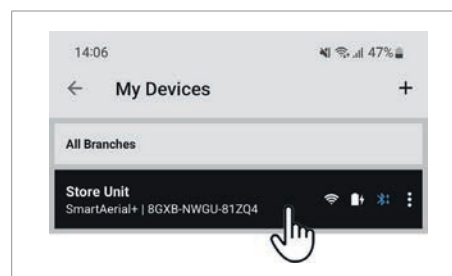 14:06 47%
My Devices
All Branches
Store Unit
SmartAerial+ | 8GXB-NWGU-81ZQ4